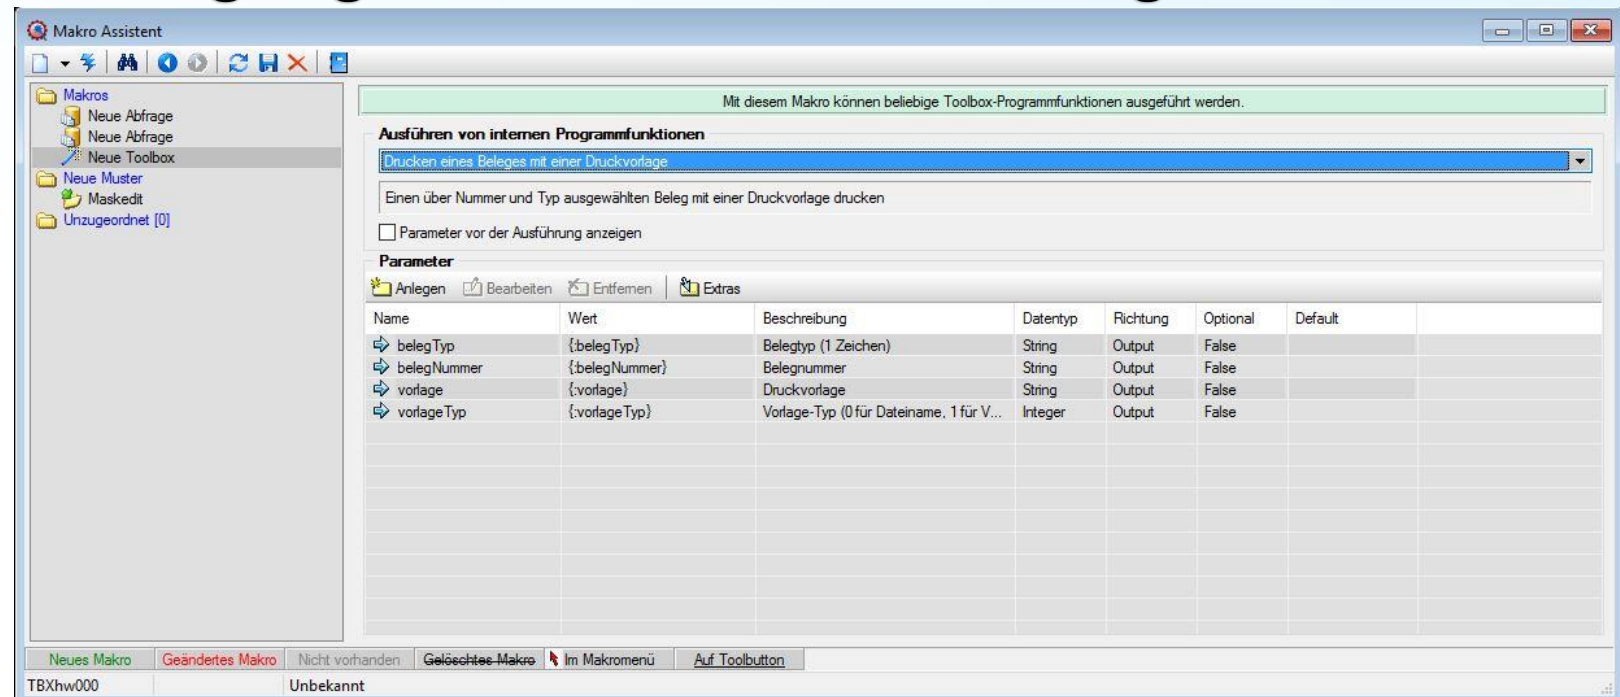 Makro Assistent
Makros
Neue Abfrage
Neue Abfrage
Neue Toolbox
Neue Muster
Maskedit
Unzugeordnet [0]
Mit diesem Makro können beliebige Toolbox-Programmfunktionen ausgeführt werden.
Ausführen von internen Programmfunktionen
Drucken eines Beleges mit einer Druckvorlage
Einen über Nummer und Typ ausgewählten Beleg mit einer Druckvorlage drucken
Parameter vor der Ausführung anzeigen
Parameter
Anlegen Bearbeiten Entfernen Extras
Name Wert Beschreibung Datentyp Richtung Optional Default
belegTyp {:belegTyp} Belegtyp (1 Zeichen) String Output False
belegNummer {:belegNummer} Belegnummer String Output False
vorlage {:vorlage} Druckvorlage String Output False
vorlageTyp {:vorlageTyp} Vorlage-Typ (0 für Dateiname, 1 für V... Integer Output False
Neues Makro Geändertes Makro Nicht vorhanden Gelöschtes Makro Im Makromenü Auf Toolbutton
TBXhw000 Unbekannt